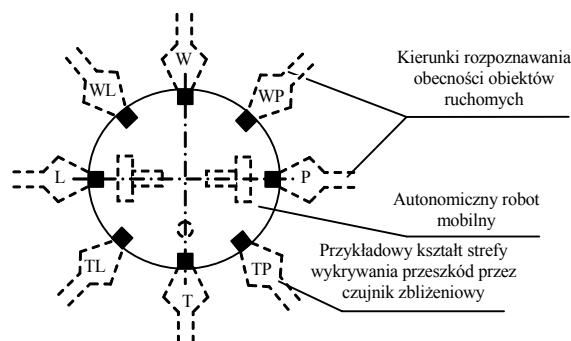 W
WL
WP
L
P
TL
TP
T
Kierunki rozpoznawania
obecności obiektów
ruchomych
Autonomiczny robot
mobilny
Przykładowy kształt strefy
wykrywania przeszkód przez
czujnik zbliżeniowy